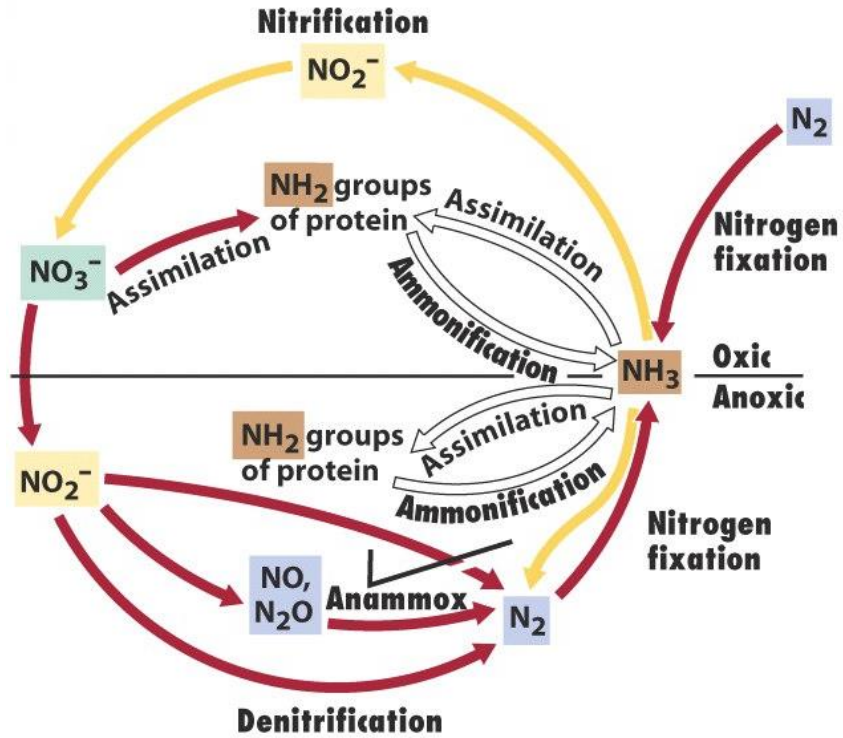 Nitrification
NO₂⁻
N₂
NH₂ groups
of protein
Assimilation
Nitrogen
fixation
NO₃⁻
Assimilation
Ammonification
NH₃
Oxic
Anoxic
NH₂ groups
of protein
Assimilation
Ammonification
NO₂⁻
Nitrogen
fixation
NO,
N₂O
Anammox
N₂
Denitrification